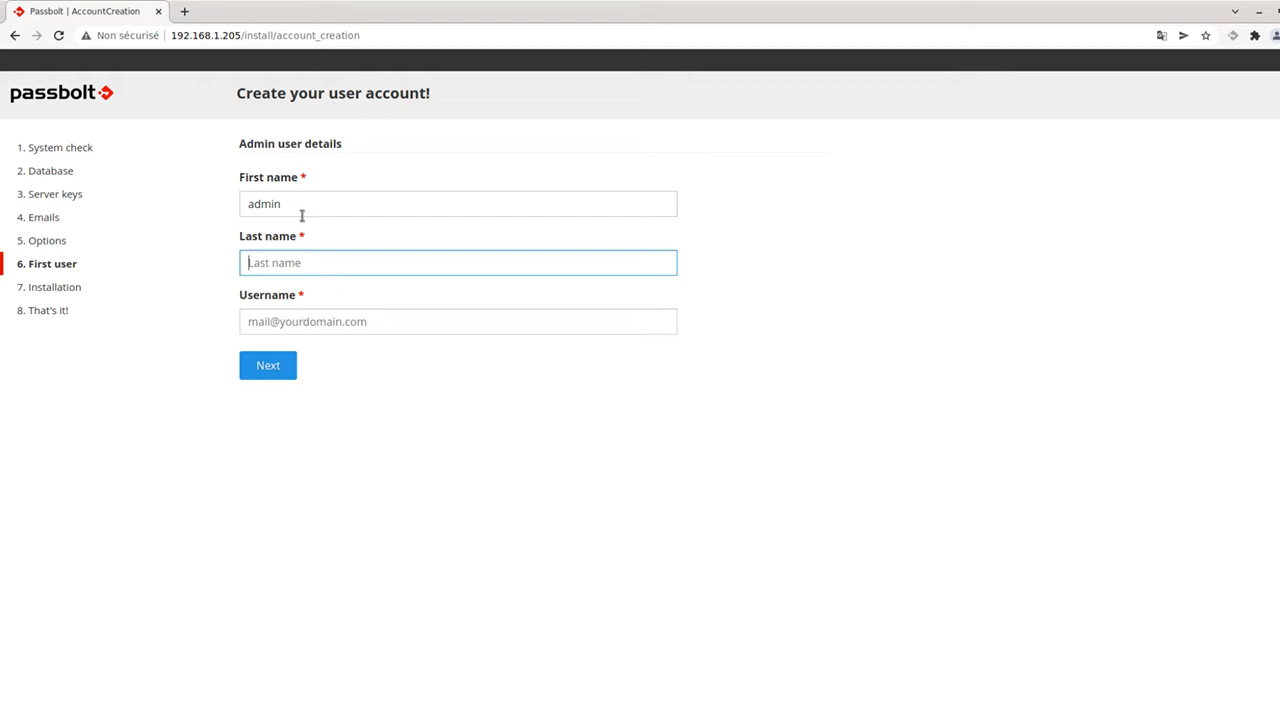 Passbolt | AccountCreation
Non sécurisé 192.168.1.205/install/account_creation
passbolt
Create your user account!
1. System check
2. Database
3. Server keys
4. Emails
5. Options
6. First user
7. Installation
8. That's it!
Admin user details
First name *
admin
Last name *
Last name
Username *
mail@yourdomain.com
Next